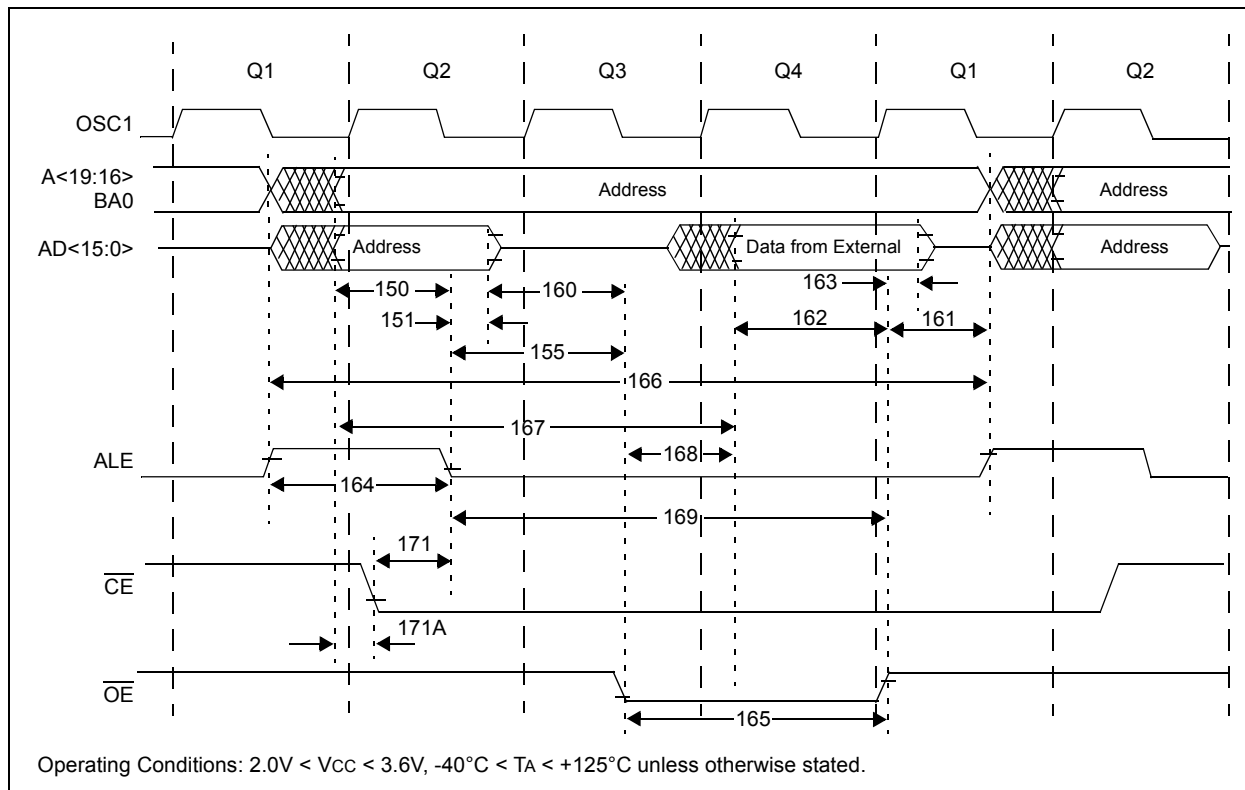 Q1 Q2 Q3 Q4 Q1 Q2
OSC1
A<19:16>
BA0
Address Address
AD<15:0>
Address Data from External Address
150 160 163
151 162 161
155
166
167
ALE 168
164
169
171
CE
171A
OE
165
Operating Conditions: 2.0V < VCC < 3.6V, -40°C < TA < +125°C unless otherwise stated.